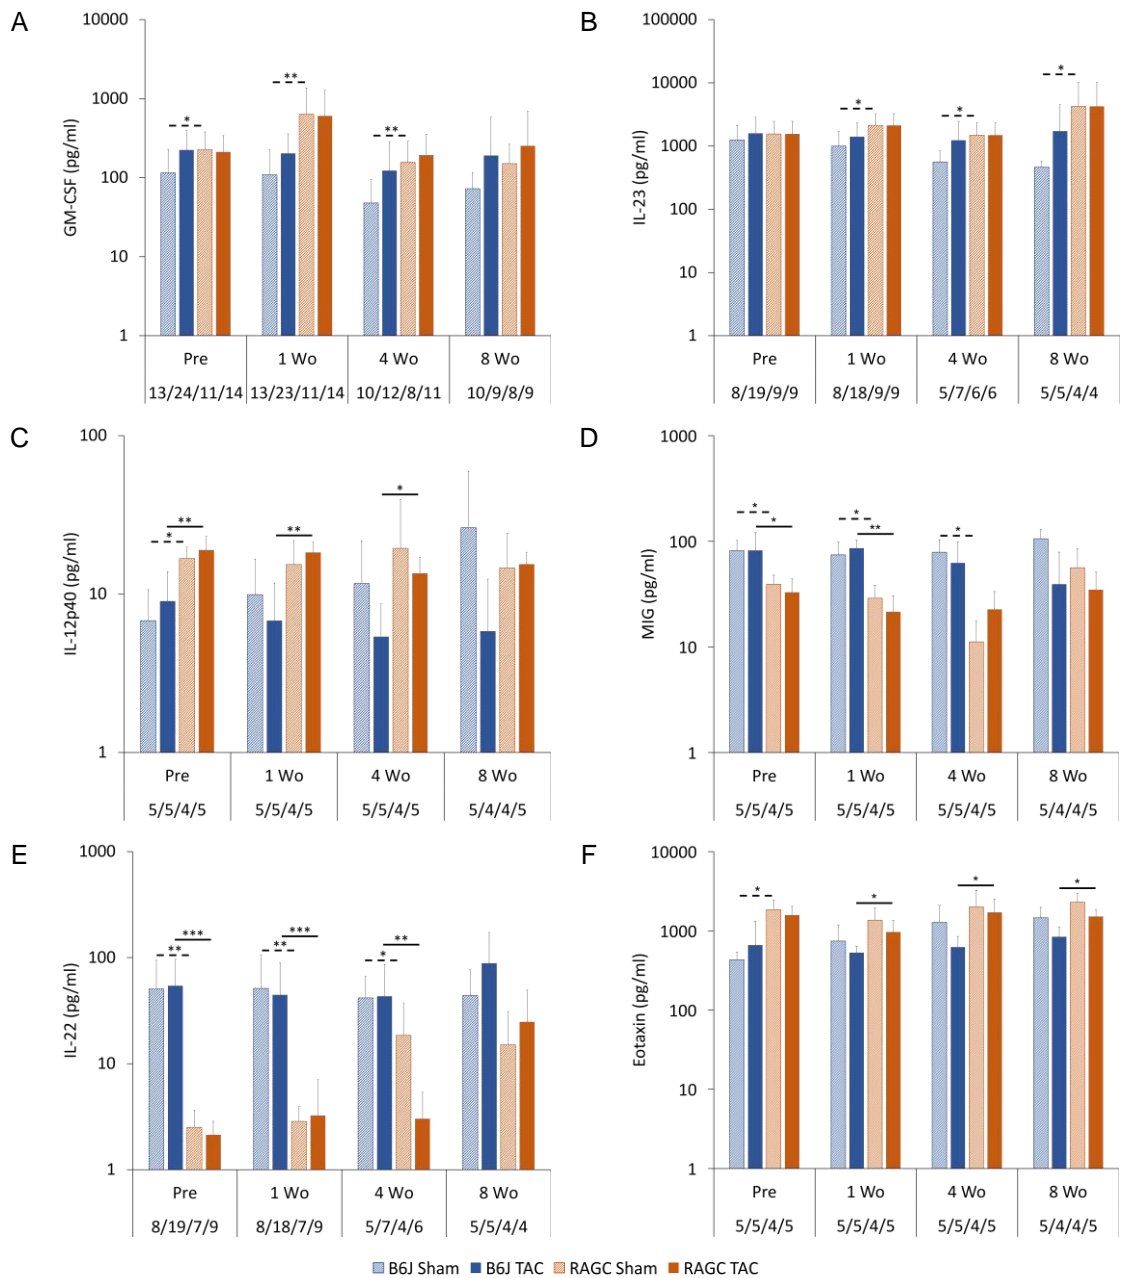 A
GM-CSF (pg/ml)
10000
1000
100
10
1
*
**
**
Pre 1 Wo 4 Wo 8 Wo
13/24/11/14 13/23/11/14 10/12/8/11 10/9/8/9
B
IL-23 (pg/ml)
100000
10000
1000
100
10
1
*
*
*
Pre 1 Wo 4 Wo 8 Wo
8/19/9/9 8/18/9/9 5/7/6/6 5/5/4/4
C
IL-12p40 (pg/ml)
100
10
1
*
**
**
*
Pre 1 Wo 4 Wo 8 Wo
5/5/4/5 5/5/4/5 5/5/4/5 5/4/4/5
D
MIG (pg/ml)
1000
100
10
1
*
*
*
**
*
Pre 1 Wo 4 Wo 8 Wo
5/5/4/5 5/5/4/5 5/5/4/5 5/4/4/5
E
IL-22 (pg/ml)
1000
100
10
1
**
***
**
***
*
**
Pre 1 Wo 4 Wo 8 Wo
8/19/7/9 8/18/7/9 5/7/4/6 5/5/4/4
F
Eotaxin (pg/ml)
10000
1000
100
10
1
*
*
*
*
Pre 1 Wo 4 Wo 8 Wo
5/5/4/5 5/5/4/5 5/5/4/5 5/4/4/5
B6J Sham B6J TAC RAGC Sham RAGC TAC